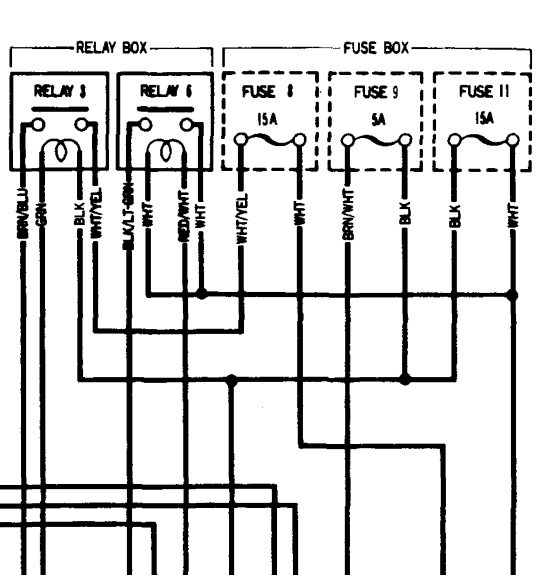 RELAY BOX
FUSE BOX
RELAY 3
RELAY 6
FUSE 8
FUSE 9
FUSE 11
15A
5A
15A
BRN/BLU
GRN
BLK
WHT/YEL
BLK/LT GRN
WHT
RED/WHT
WHT
WHT/YEL
WHT
BRN/WHT
BLK
BLK
WHT